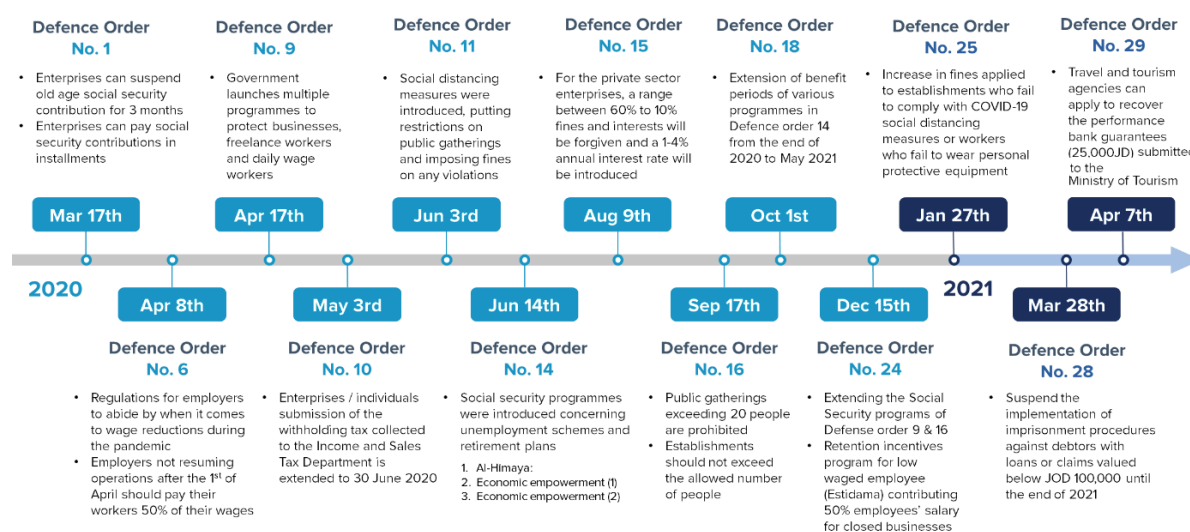 Defence Order
No. 1
• Enterprises can suspend
old age social security
contribution for 3 months
• Enterprises can pay social
security contributions in
installments
Defence Order
No. 9
• Government
launches multiple
programmes to
protect businesses,
freelance workers
and daily wage
workers
Defence Order
No. 11
• Social distancing
measures were
introduced, putting
restrictions on
public gatherings
and imposing fines
on any violations
Defence Order
No. 15
• For the private sector
enterprises, a range
between 60% to 10%
fines and interests will
be forgiven and a 1-4%
annual interest rate will
be introduced
Defence Order
No. 18
• Extension of benefit
periods of various
programmes in
Defence order 14
from the end of
2020 to May 2021
Defence Order
No. 25
• Increase in fines applied
to establishments who fail
to comply with COVID-19
social distancing
measures or workers
who fail to wear personal
protective equipment
Defence Order
No. 29
• Travel and tourism
agencies can
apply to recover
the performance
bank guarantees
(25,000JD) submitted
to the
Ministry of Tourism
Mar 17th
Apr 17th
Jun 3rd
Aug 9th
Oct 1st
Jan 27th
Apr 7th
2020
2021
Apr 8th
May 3rd
Jun 14th
Sep 17th
Dec 15th
Mar 28th
Defence Order
No. 6
• Regulations for employers
to abide by when it comes
to wage reductions during
the pandemic
• Employers not resuming
operations after the 1st of
April should pay their
workers 50% of their wages
Defence Order
No. 10
• Enterprises / individuals
submission of the
withholding tax collected
to the Income and Sales
Tax Department is
extended to 30 June 2020
Defence Order
No. 14
• Social security programmes
were introduced concerning
unemployment schemes and
retirement plans
1. Al-Himaya:
2. Economic empowerment (1)
3. Economic empowerment (2)
Defence Order
No. 16
• Public gatherings
exceeding 20 people
are prohibited
• Establishments
should not exceed
the allowed number
of people
Defence Order
No. 24
• Extending the Social
Security programs of
Defense order 9 & 16
• Retention incentives
program for low
waged employee
(Estidama) contributing
50% employees' salary
for closed businesses
Defence Order
No. 28
• Suspend the
implementation of
imprisonment procedures
against debtors with
loans or claims valued
below JOD 100,000 until
the end of 2021